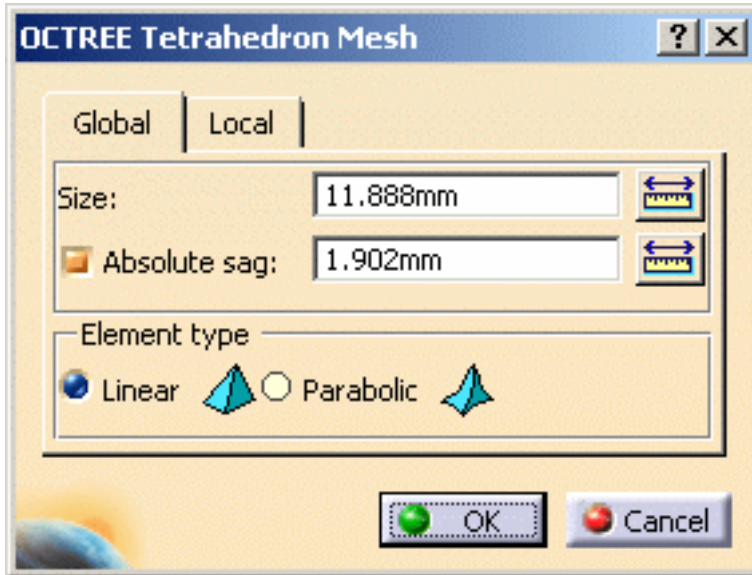 OCTREE Tetrahedron Mesh ? X
Global Local
Size: 11.888mm
Absolute sag: 1.902mm
Element type
Linear Parabolic
OK Cancel